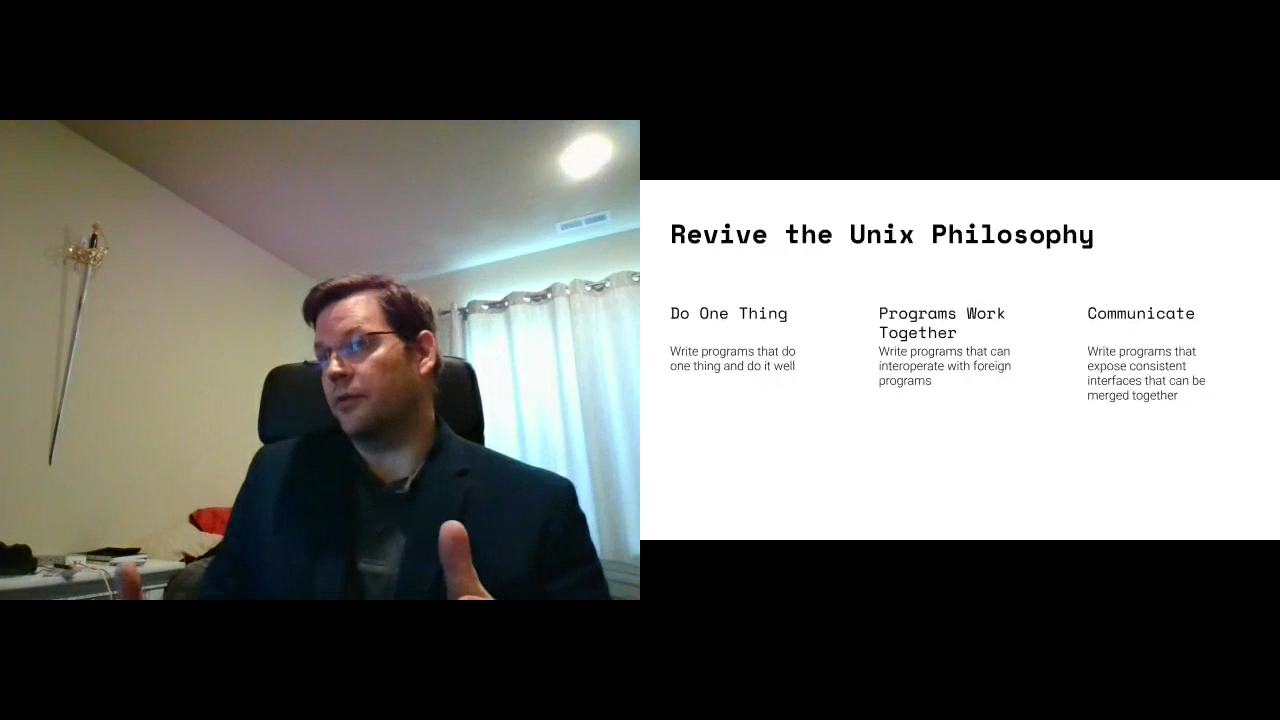 Revive the Unix Philosophy
Do One Thing
Write programs that do
one thing and do it well
Programs Work
Together
Write programs that can
interoperate with foreign
programs
Communicate
Write programs that
expose consistent
interfaces that can be
merged together